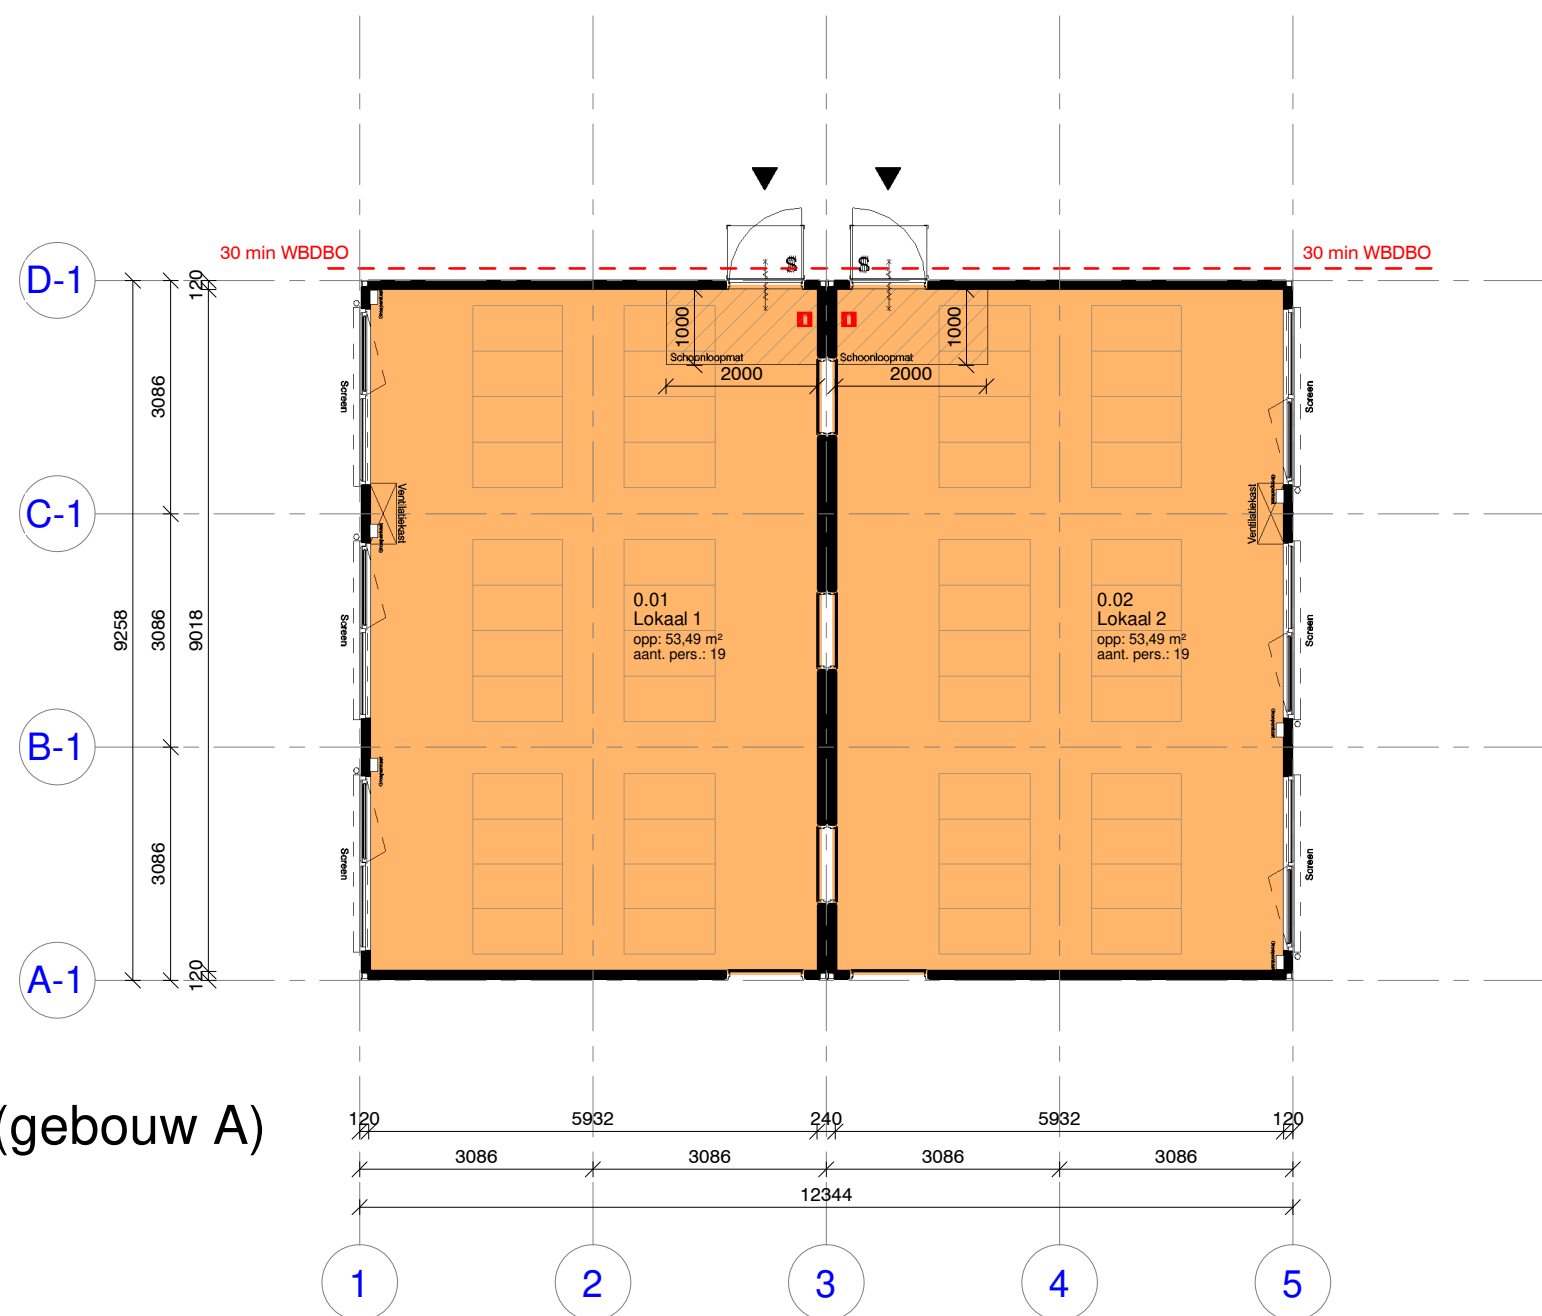 30 min WBDBO
30 min WBDBO
D-1
C-1
B-1
A-1
120
3086
3086
3086
9258
9018
120
1000
1000
Schoonloopmat
Schoonloopmat
2000
2000
Screen
Screen
Screen
Screen
Screen
Screen
Ventilatiekast
Ventilatiekast
0.01
Lokaal 1
opp: 53,49 m²
aant. pers.: 19
0.02
Lokaal 2
opp: 53,49 m²
aant. pers.: 19
(gebouw A)
120
5932
240
5932
120
3086
3086
3086
3086
12344
1
2
3
4
5